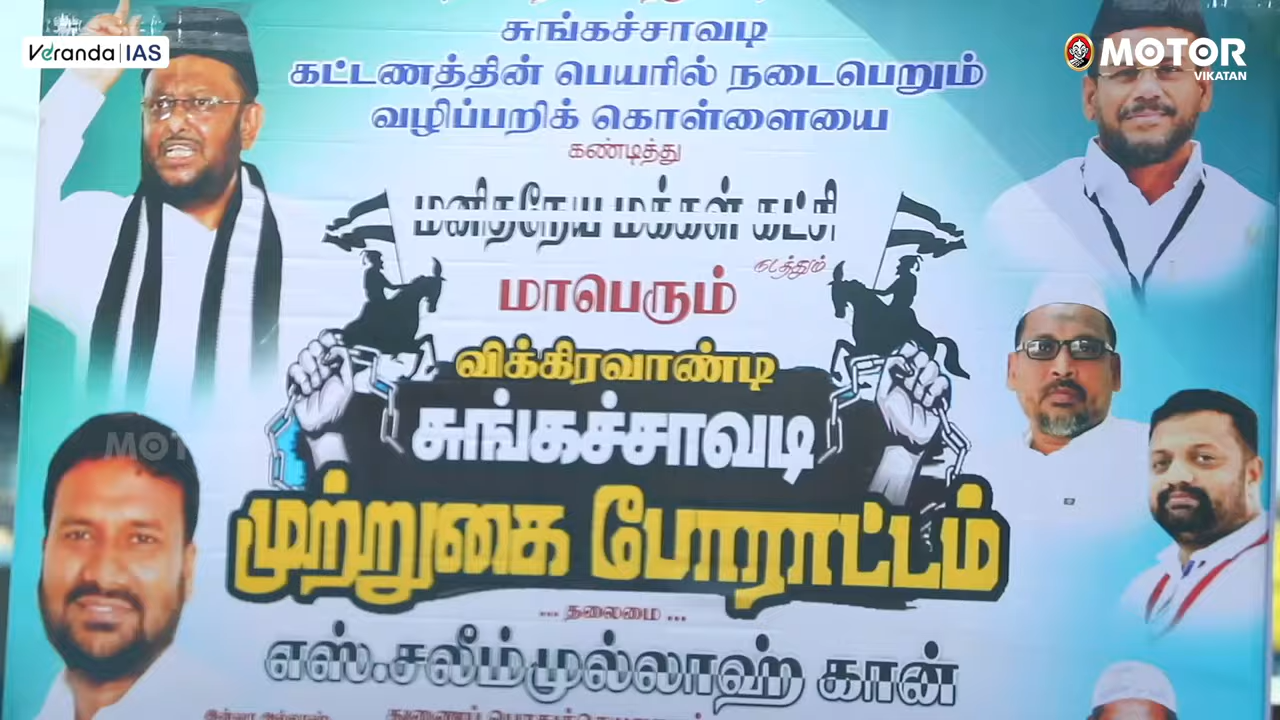 Veranda IAS
MOTOR
VIKATAN
சுங்கச்சாவடி
கட்டணத்தின் பெயரில் நடைபெறும்
வழிப்பறிக் கொள்ளையை
கண்டித்து
மனிதநேய மக்கள் கட்சி
நடத்தும்
மாபெரும்
விக்கிரவாண்டி
சுங்கச்சாவடி
முற்றுகை போராட்டம்
... தலைமை ...
எஸ்.சலீம்முல்லாஹ் கான்